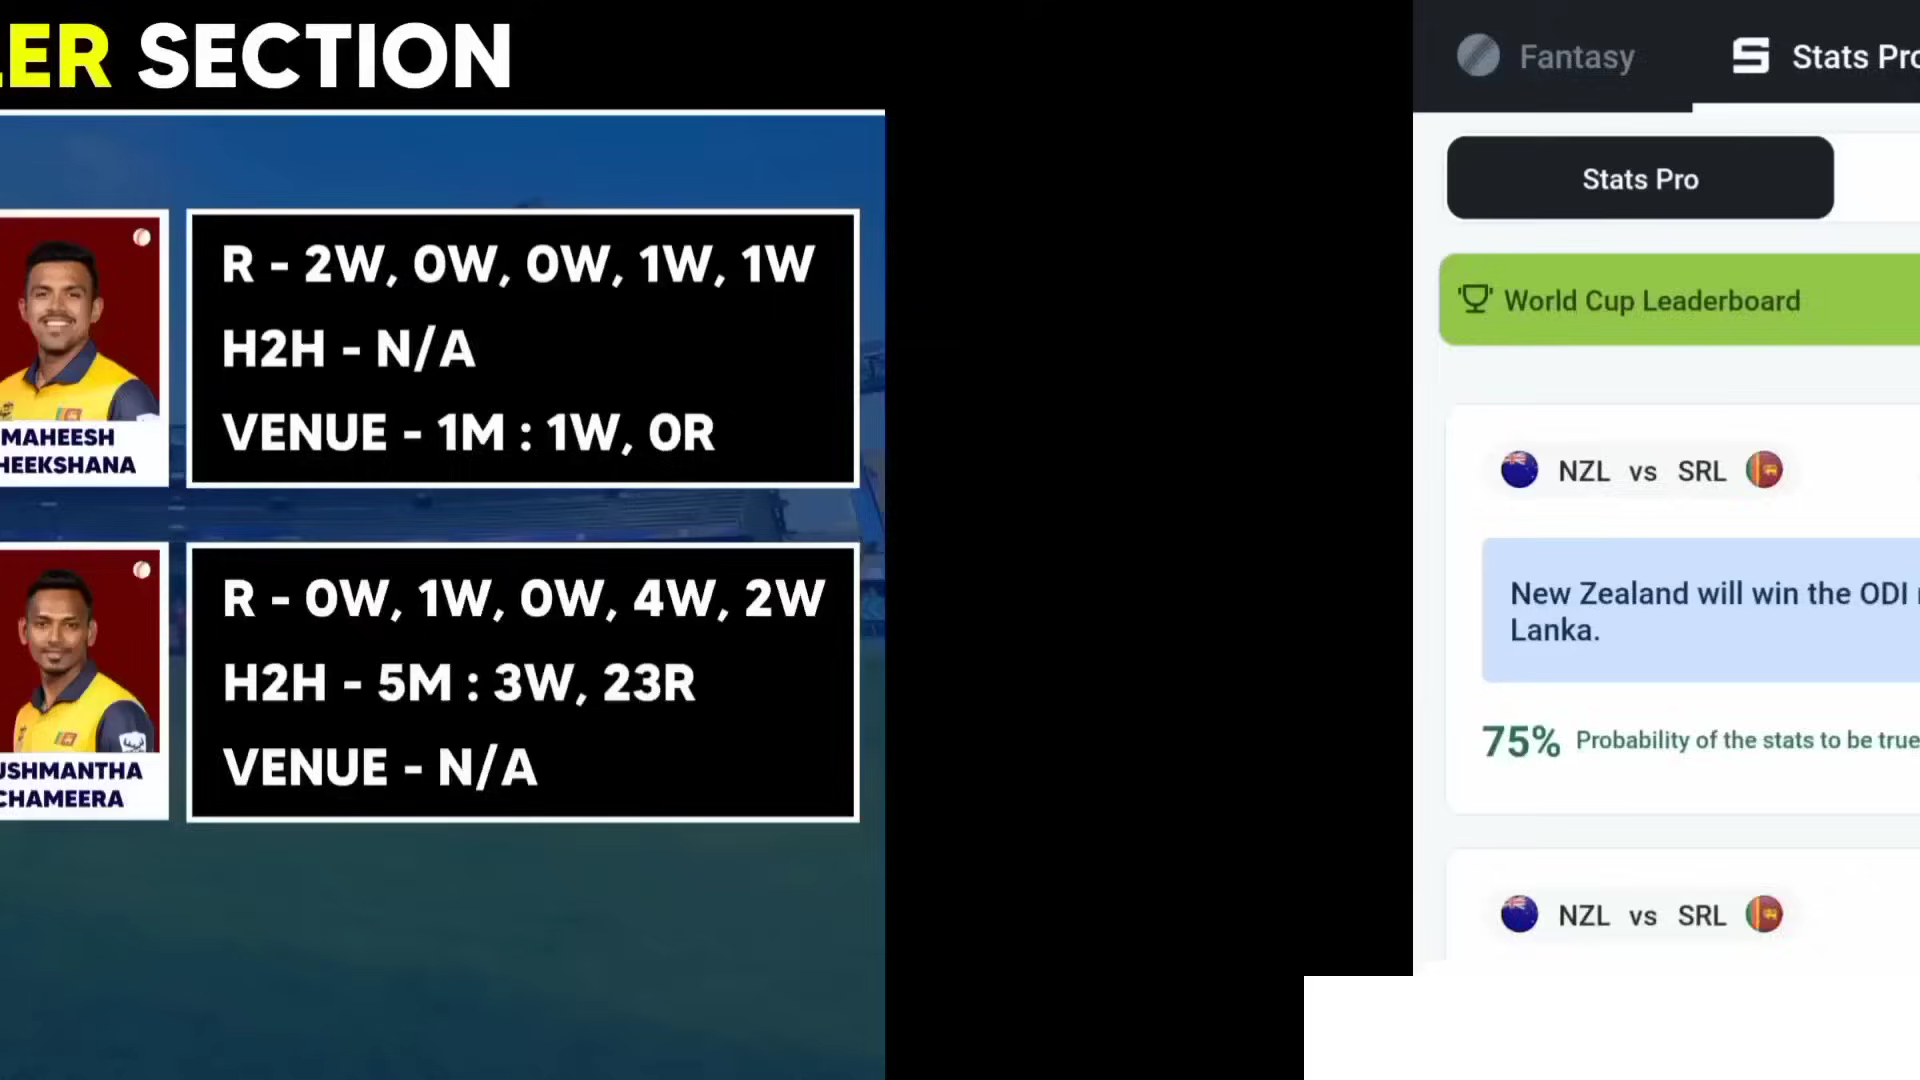 LER SECTION
MAHEESH
HEEKSHANA
R - 2W, 0W, 0W, 1W, 1W
H2H - N/A
VENUE - 1M : 1W, 0R
USHMANTHA
CHAMEERA
R - 0W, 1W, 0W, 4W, 2W
H2H - 5M : 3W, 23R
VENUE - N/A
Fantasy
Stats Pro
Stats Pro
World Cup Leaderboard
NZL vs SRL
New Zealand will win the ODI
Lanka.
75% Probability of the stats to be true
NZL vs SRL